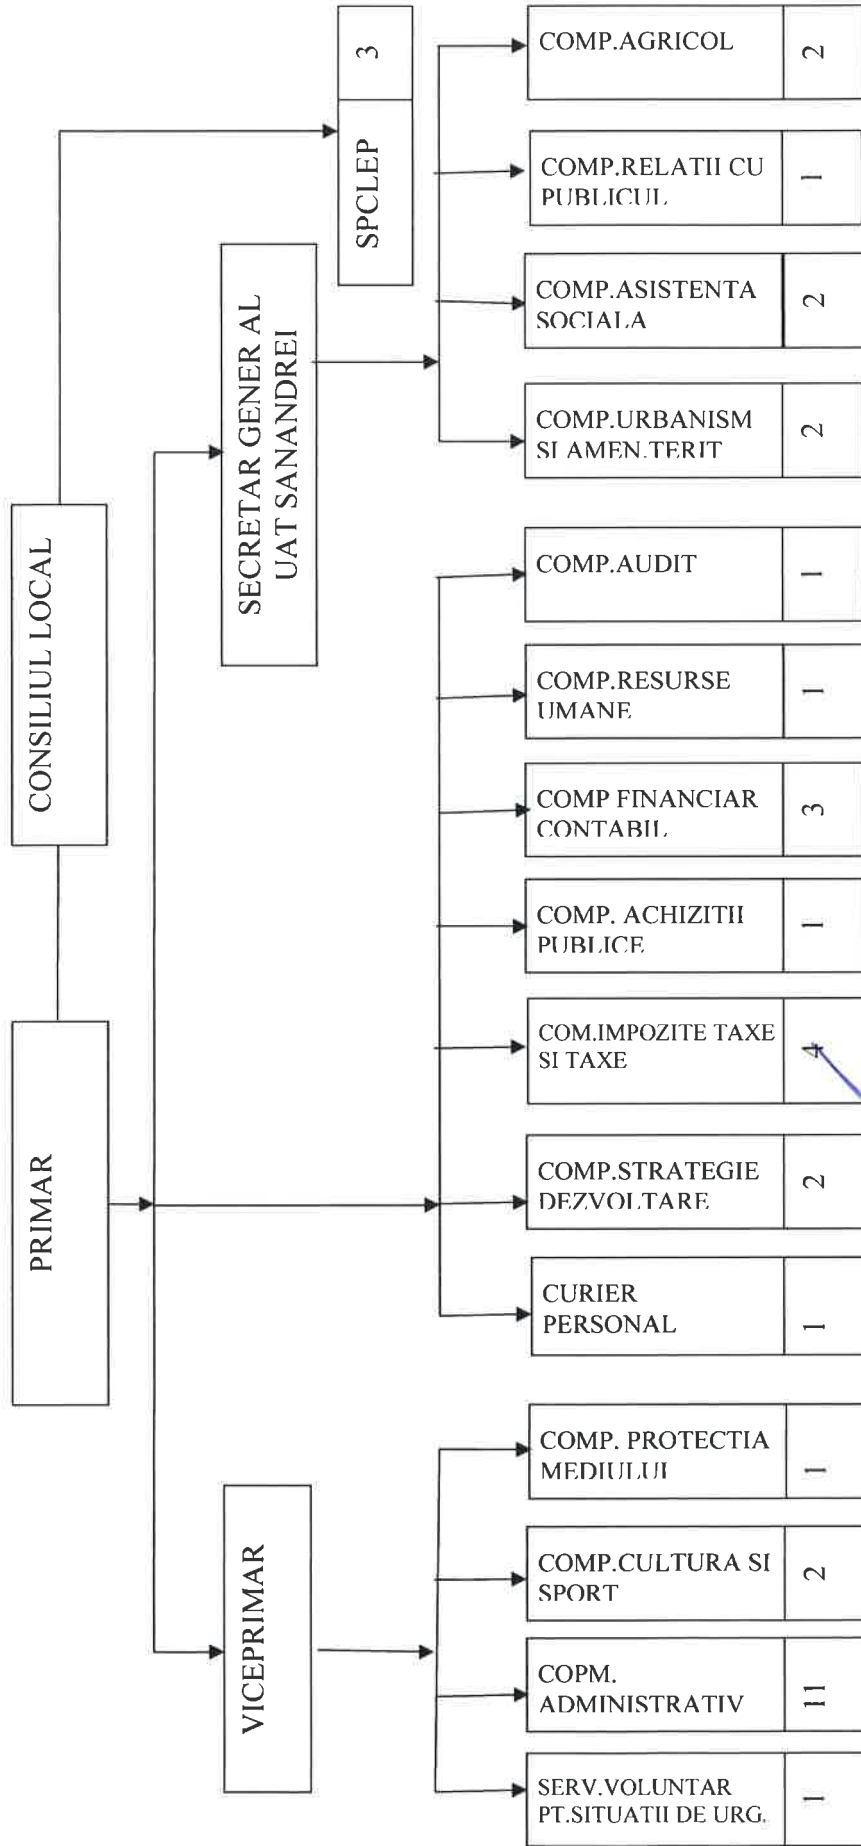 CONSILIUL LOCAL
PRIMAR
SPCLEP
3
SECRETAR GENER AL
UAT SANANDREI
VICEPRIMAR
COMP.AGRICOL
2
COMP.RELATII CU
PUBLICUL
1
COMP.ASISTENTA
SOCIALA
2
COMP.URBANISM
SI AMEN.TERIT
2
COMP.AUDIT
1
COMP.RESURSE
UMANE
1
COMP FINANCIAR
CONTABIL
3
COMP. ACHIZITII
PUBLICE
1
COM.IMPOZITE TAXE
SI TAXE
4
COMP.STRATEGIE
DEZVOLTARE
2
CURIER
PERSONAL
1
COMP. PROTECTIA
MEDIULUI
1
COMP.CULTURA SI
SPORT
2
COPM.
ADMINISTRATIV
11
SERV.VOLUNTAR
PT.SITUATII DE URG.
1